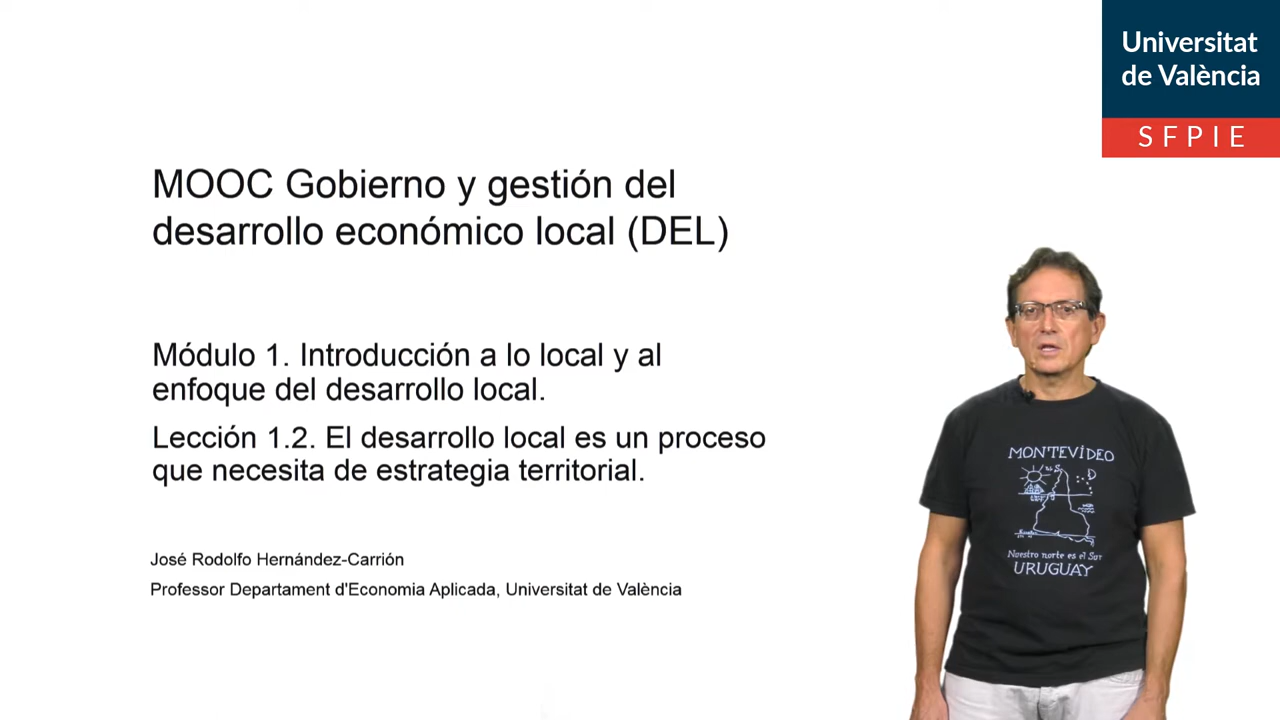 Universitat
de València
SFPIE
MOOC Gobierno y gestión del
desarrollo económico local (DEL)
Módulo 1. Introducción a lo local y al
enfoque del desarrollo local.
Lección 1.2. El desarrollo local es un proceso
que necesita de estrategia territorial.
José Rodolfo Hernández-Carrión
Professor Departament d'Economia Aplicada, Universitat de València
MONTEVIDEO
Nuestro norte es el Sur
URUGUAY